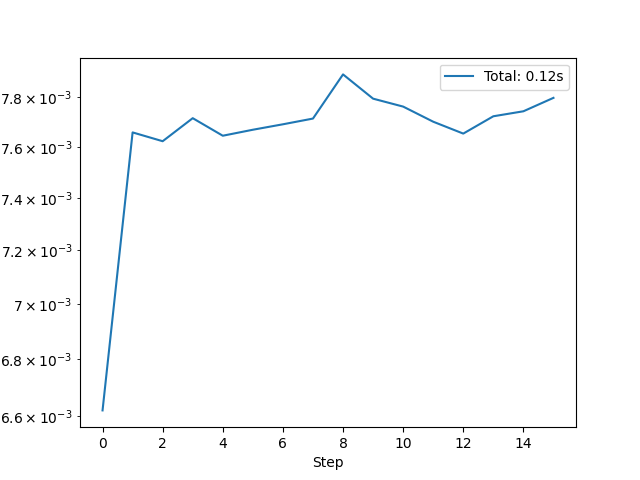 Total: 0.12s
7.8 × 10⁻³
7.6 × 10⁻³
7.4 × 10⁻³
7.2 × 10⁻³
7 × 10⁻³
6.8 × 10⁻³
6.6 × 10⁻³
0 2 4 6 8 10 12 14
Step